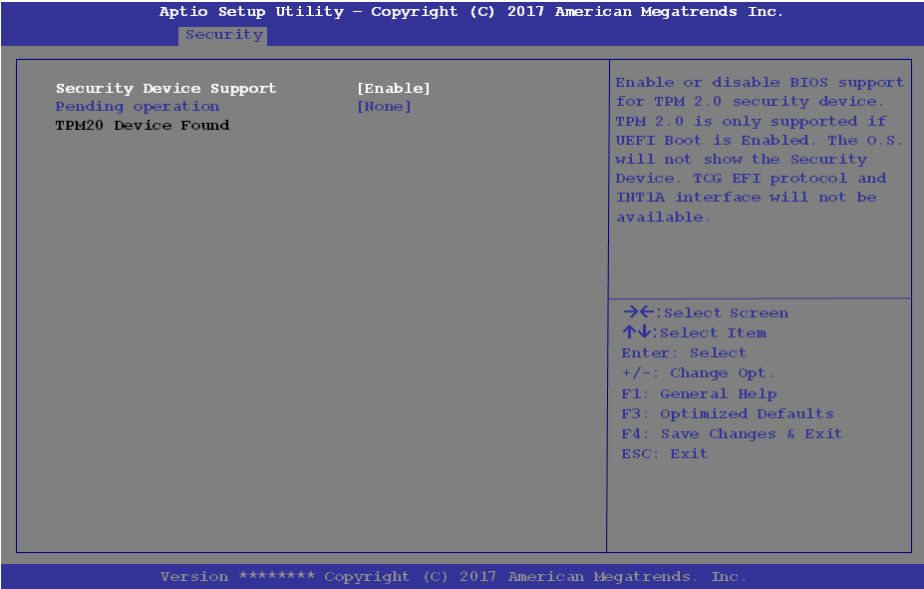 Aptio Setup Utility – Copyright (C) 2017 American Megatrends Inc.
Security
Security Device Support [Enable]
Pending operation [None]
TPM20 Device Found
Enable or disable BIOS support
for TPM 2.0 security device.
TPM 2.0 is only supported if
UEFI Boot is Enabled. The O.S.
will not show the Security
Device. TCG EFI protocol and
INT1A interface will not be
available.
→←:Select Screen
↑↓:Select Item
Enter: Select
+/-: Change Opt.
F1: General Help
F3: Optimized Defaults
F4: Save Changes & Exit
ESC: Exit
Version ******** Copyright (C) 2017 American Megatrends. Inc.